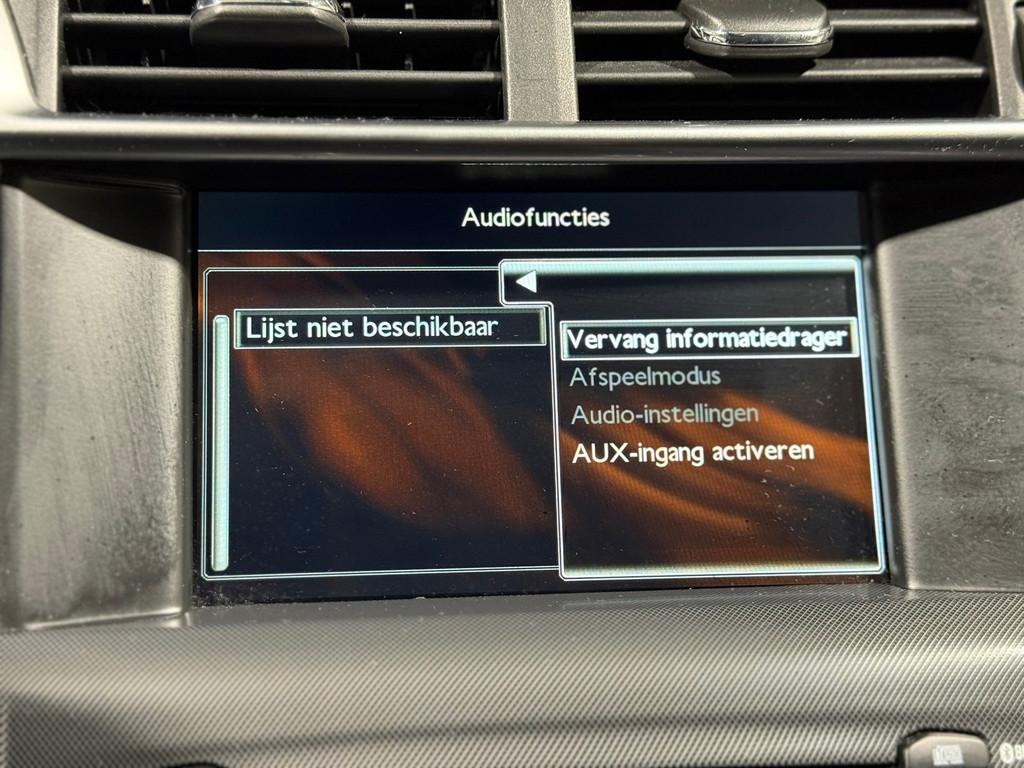 Audiofuncties
Lijst niet beschikbaar
Vervang informatiedrager
Afspeelmodus
Audio-instellingen
AUX-ingang activeren